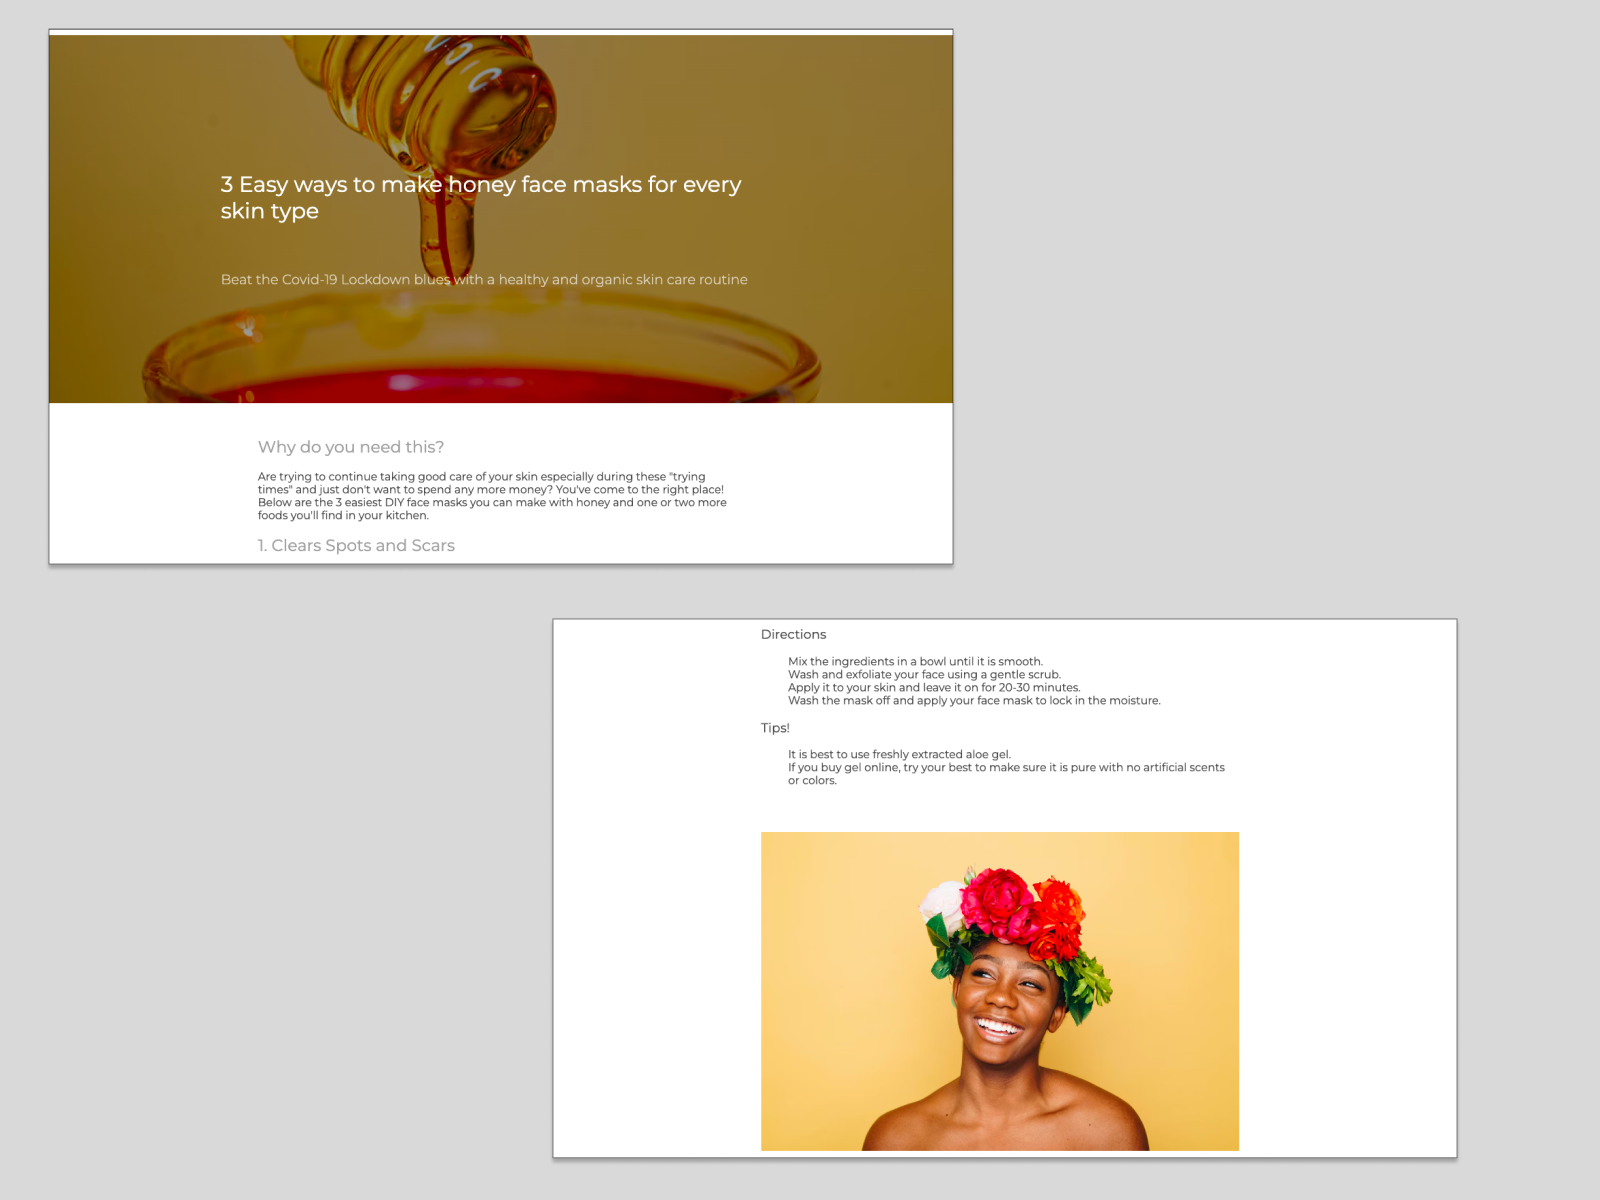 3 Easy ways to make honey face masks for every
skin type
Beat the Covid-19 Lockdown blues with a healthy and organic skin care routine
Why do you need this?
Are trying to continue taking good care of your skin especially during these "trying
times" and just don't want to spend any more money? You've come to the right place!
Below are the 3 easiest DIY face masks you can make with honey and one or two more
foods you'll find in your kitchen.
1. Clears Spots and Scars
Directions
Mix the ingredients in a bowl until it is smooth.
Wash and exfoliate your face using a gentle scrub.
Apply it to your skin and leave it on for 20-30 minutes.
Wash the mask off and apply your face mask to lock in the moisture.
Tips!
It is best to use freshly extracted aloe gel.
If you buy gel online, try your best to make sure it is pure with no artificial scents
or colors.